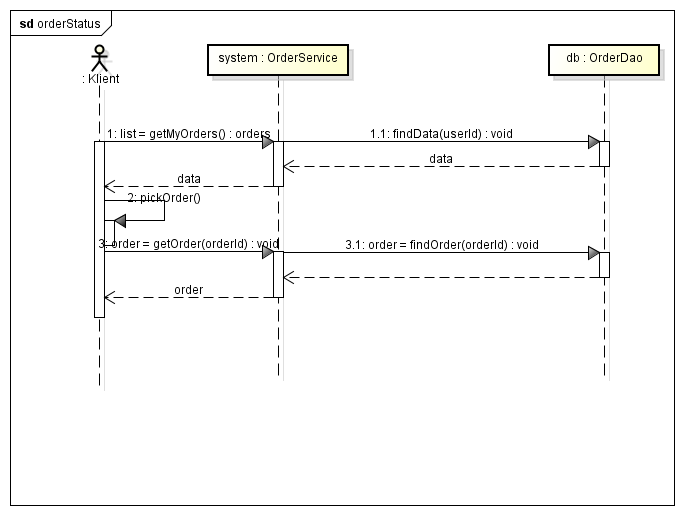 sd orderStatus
: Klient
system : OrderService
db : OrderDao
1: list = getMyOrders() : orders
1.1: findData(userId) : void
data
data
2: pickOrder()
3: order = getOrder(orderId) : void
3.1: order = findOrder(orderId) : void
order